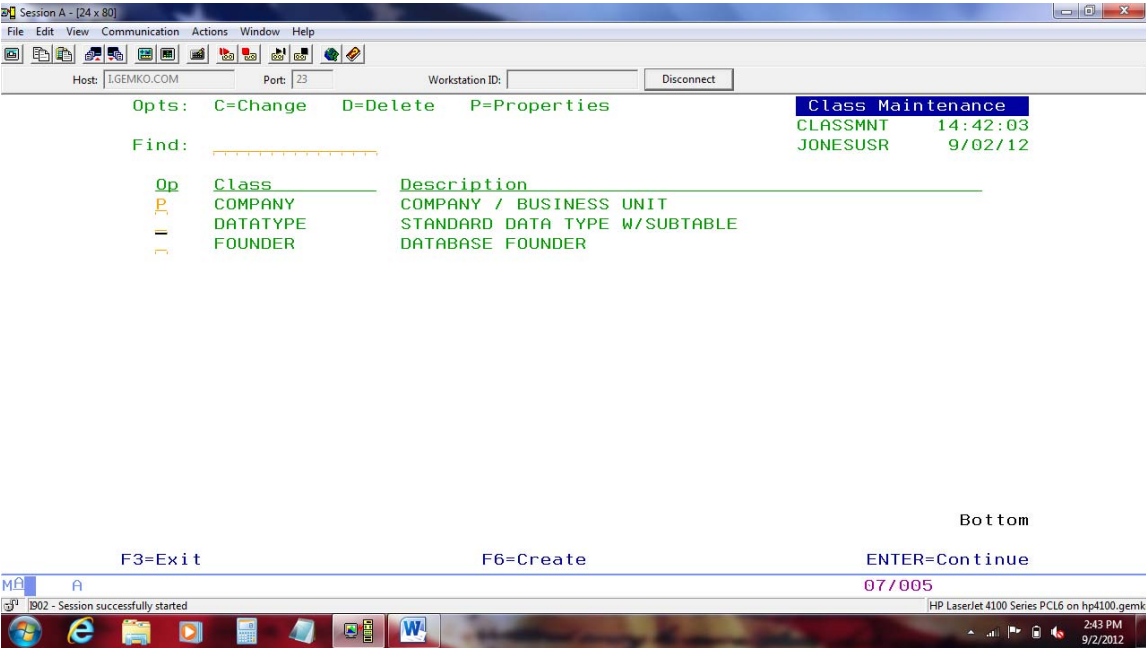 Session A - [24 x 80]
File Edit View Communication Actions Window Help
Host: I.GEMKO.COM Port: 23 Workstation ID: Disconnect
Opts: C=Change D=Delete P=Properties Class Maintenance
CLASSMNT 14:42:03
Find: JONESUSR 9/02/12
Op Class Description
P COMPANY COMPANY / BUSINESS UNIT
DATATYPE STANDARD DATA TYPE W/SUBTABLE
FOUNDER DATABASE FOUNDER
Bottom
F3=Exit F6=Create ENTER=Continue
MA A 07/005
I902 - Session successfully started HP LaserJet 4100 Series PCL6 on hp4100.gemk
2:43 PM
9/2/2012